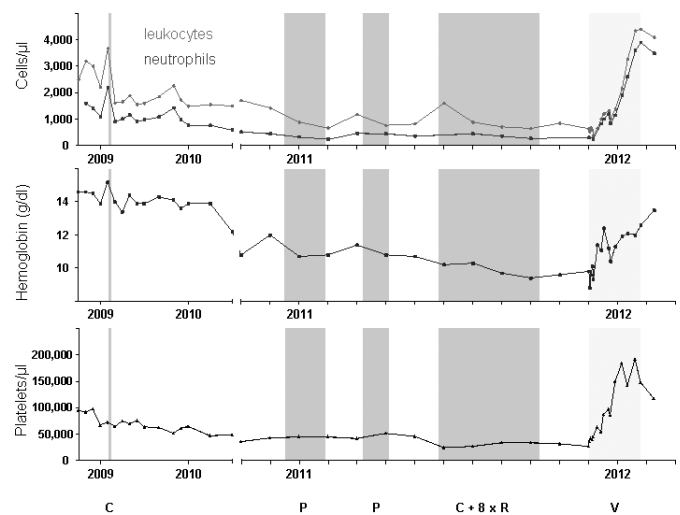 leukocytes
neutrophils
Cells/µl
4,000
3,000
2,000
1,000
0
2009 2010 2011 2012
Hemoglobin (g/dl)
14
12
10
2009 2010 2011 2012
Platelets/µl
200,000
150,000
100,000
50,000
0
2009 2010 2011 2012
C P P C + 8 x R V